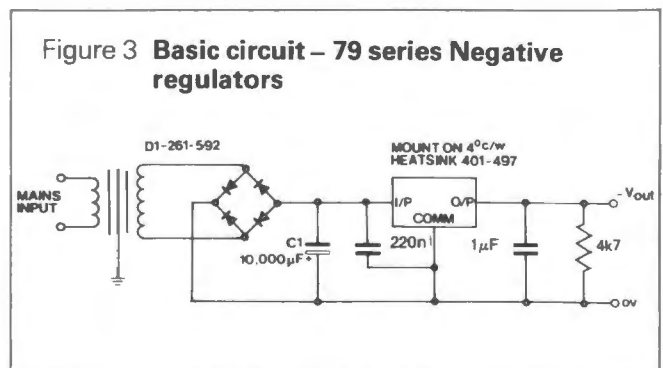 Figure 3 Basic circuit – 79 series Negative
regulators
D1-261-592
MOUNT ON 4°c/w
HEATSINK 401-497
MAINS
INPUT
I/P
O/P
COMM
- Vout
C1
10,000µF+
220n
1µF
4k7
0V